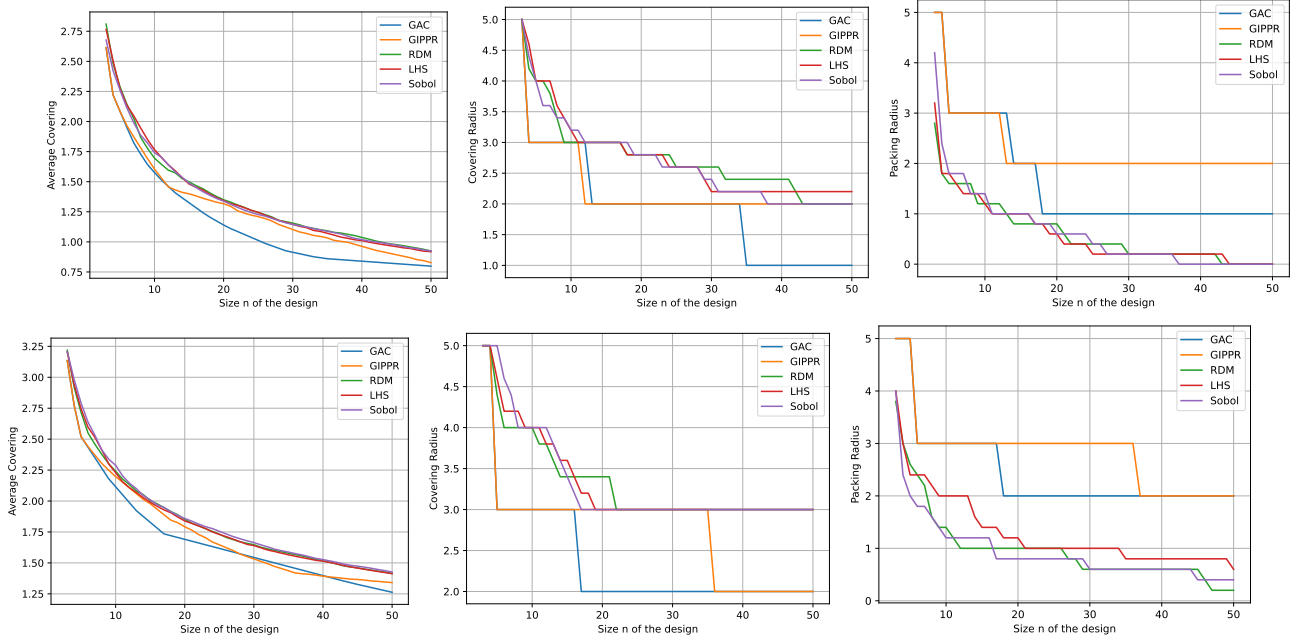 Average Covering
2.75
2.50
2.25
2.00
1.75
1.50
1.25
1.00
0.75
10
20
30
40
50
Size n of the design
GAC
GIPPR
RDM
LHS
Sobol
Covering Radius
5.0
4.5
4.0
3.5
3.0
2.5
2.0
1.5
1.0
10
20
30
40
50
Size n of the design
GAC
GIPPR
RDM
LHS
Sobol
Packing Radius
5
4
3
2
1
0
10
20
30
40
50
Size n of the design
GAC
GIPPR
RDM
LHS
Sobol
Average Covering
3.25
3.00
2.75
2.50
2.25
2.00
1.75
1.50
1.25
10
20
30
40
50
Size n of the design
GAC
GIPPR
RDM
LHS
Sobol
Covering Radius
5.0
4.5
4.0
3.5
3.0
2.5
2.0
10
20
30
40
50
Size n of the design
GAC
GIPPR
RDM
LHS
Sobol
Packing Radius
5
4
3
2
1
0
10
20
30
40
50
Size n of the design
GAC
GIPPR
RDM
LHS
Sobol